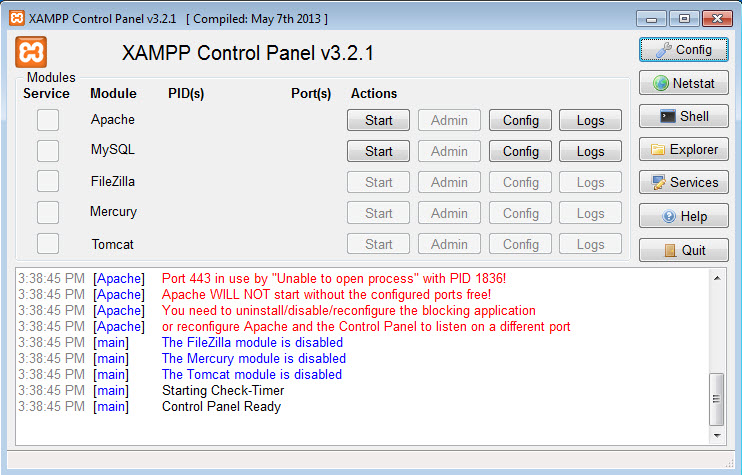 XAMPP Control Panel v3.2.1 [ Compiled: May 7th 2013 ]
XAMPP Control Panel v3.2.1
Config
Modules
Service Module PID(s) Port(s) Actions
Netstat
Apache Start Admin Config Logs
Shell
MySQL Start Admin Config Logs
Explorer
FileZilla Start Admin Config Logs
Services
Mercury Start Admin Config Logs
Help
Tomcat Start Admin Config Logs
Quit
3:38:45 PM [Apache] Port 443 in use by "Unable to open process" with PID 1836!
3:38:45 PM [Apache] Apache WILL NOT start without the configured ports free!
3:38:45 PM [Apache] You need to uninstall/disable/reconfigure the blocking application
3:38:45 PM [Apache] or reconfigure Apache and the Control Panel to listen on a different port
3:38:45 PM [main] The FileZilla module is disabled
3:38:45 PM [main] The Mercury module is disabled
3:38:45 PM [main] The Tomcat module is disabled
3:38:45 PM [main] Starting Check-Timer
3:38:45 PM [main] Control Panel Ready